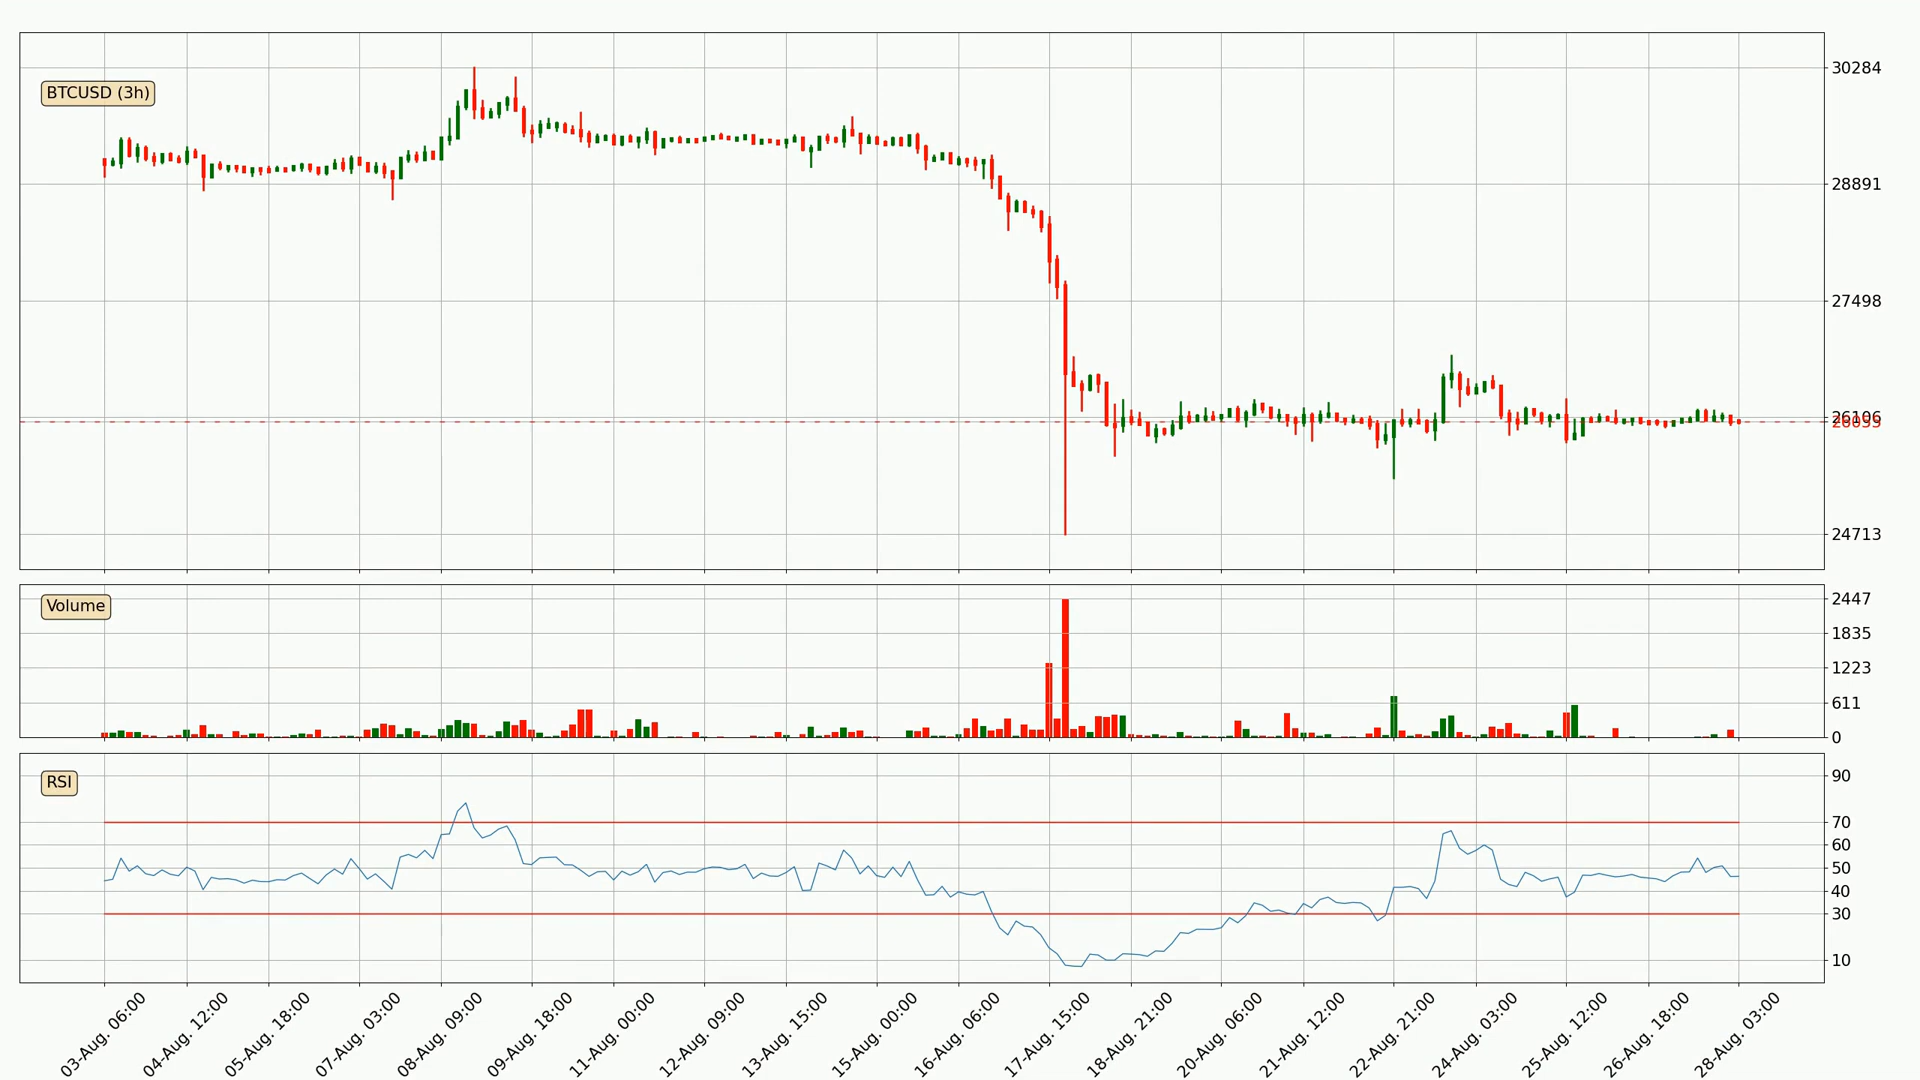 BTCUSD (3h)
30284
28891
27498
26106
24713
Volume
2447
1835
1223
611
0
RSI
90
70
60
50
40
30
10
03-Aug. 06:00
04-Aug. 12:00
05-Aug. 18:00
07-Aug. 03:00
08-Aug. 09:00
09-Aug. 18:00
11-Aug. 00:00
12-Aug. 09:00
13-Aug. 15:00
15-Aug. 00:00
16-Aug. 06:00
17-Aug. 15:00
18-Aug. 21:00
20-Aug. 06:00
21-Aug. 12:00
22-Aug. 21:00
24-Aug. 03:00
25-Aug. 12:00
26-Aug. 18:00
28-Aug. 03:00